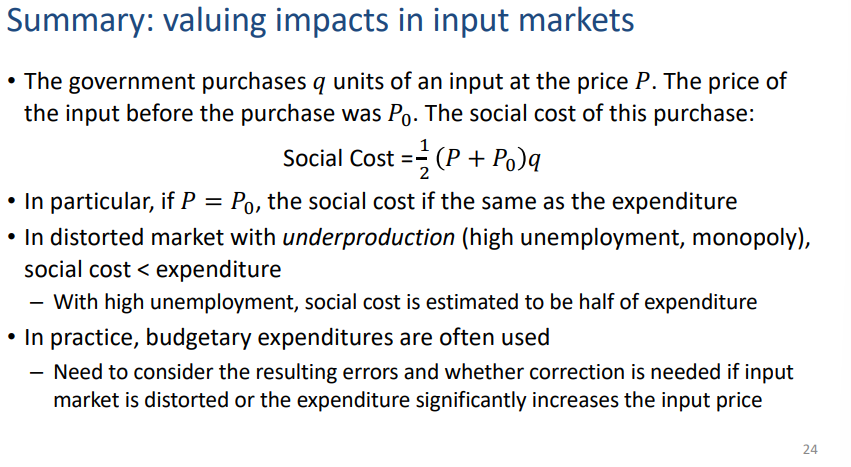 Summary: valuing impacts in input markets
• The government purchases q units of an input at the price P. The price of
the input before the purchase was P₀. The social cost of this purchase:
Social Cost =½ (P + P₀)q
• In particular, if P = P₀, the social cost if the same as the expenditure
• In distorted market with underproduction (high unemployment, monopoly),
social cost < expenditure
– With high unemployment, social cost is estimated to be half of expenditure
• In practice, budgetary expenditures are often used
– Need to consider the resulting errors and whether correction is needed if input
market is distorted or the expenditure significantly increases the input price
24